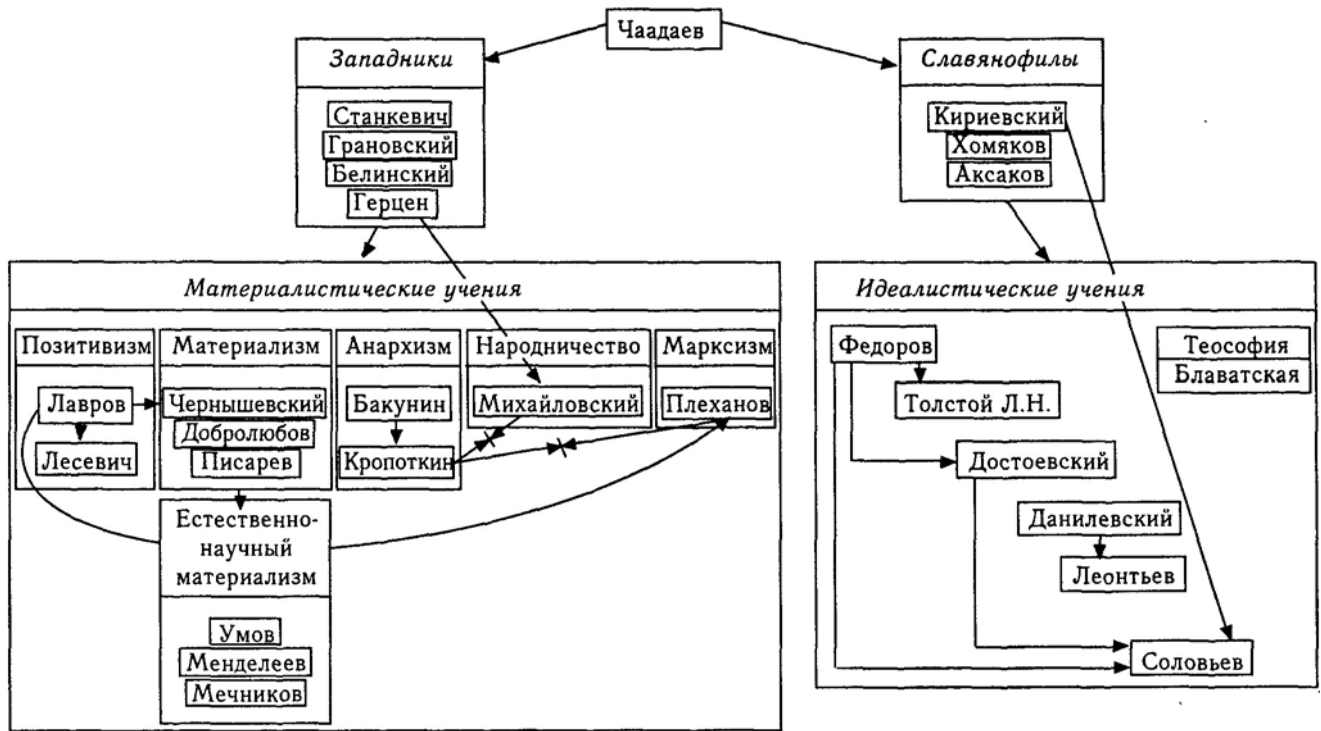 Чаадаев
Западники
Станкевич
Грановский
Белинский
Герцен
Славянофилы
Кириевский
Хомяков
Аксаков
Материалистические учения
Позитивизм
Лавров
Лесевич
Материализм
Чернышевский
Добролюбов
Писарев
Анархизм
Бакунин
Кропоткин
Народничество
Михайловский
Марксизм
Плеханов
Естественно-
научный
материализм
Умов
Менделеев
Мечников
Идеалистические учения
Федоров
Толстой Л.Н.
Достоевский
Данилевский
Леонтьев
Соловьев
Теософия
Блаватская